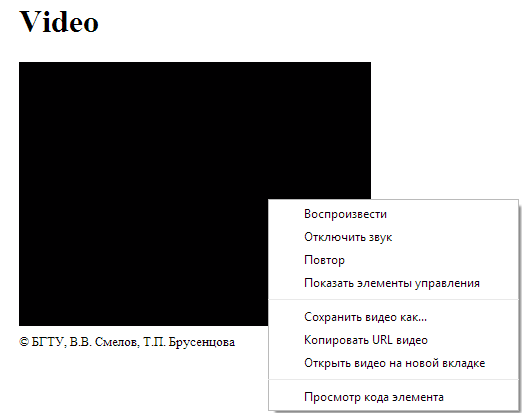 Video
Воспроизвести
Отключить звук
Повтор
Показать элементы управления
Сохранить видео как...
Копировать URL видео
Открыть видео на новой вкладке
Просмотр кода элемента
© БГТУ, В.В. Смелов, Т.П. Брусенцова